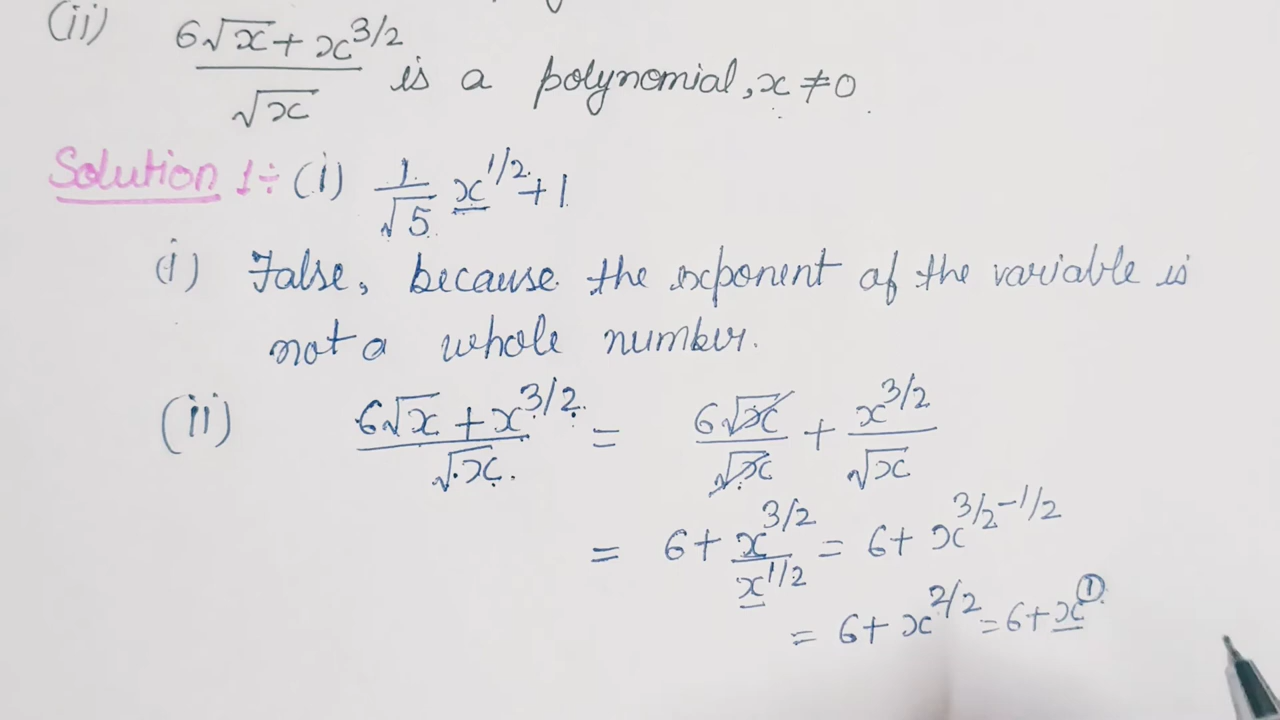 (ii) 6√x + x^3/2 / √x is a polynomial, x ≠ 0
Solution 1÷ (i) 1/√5 x^1/2 + 1
(i) False, because the exponent of the variable is
not a whole number.
(ii) 6√x + x^3/2 / √x = 6√x / √x + x^3/2 / √x
= 6 + x^3/2 / x^1/2 = 6 + x^3/2 - 1/2
= 6 + x^2/2 = 6 + x^1